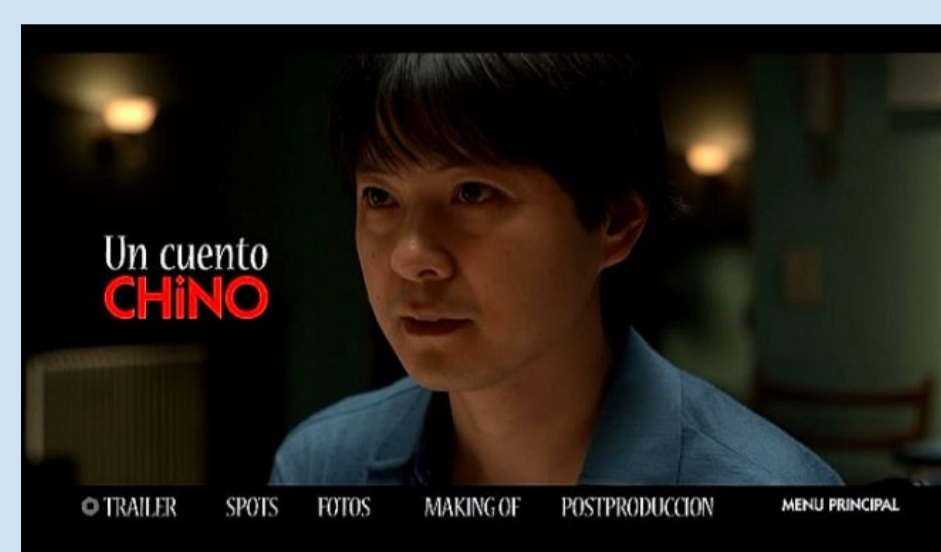 Un cuento
CHiNO
TRAILER SPOTS FOTOS MAKING OF POSTPRODUCCION MENU PRINCIPAL